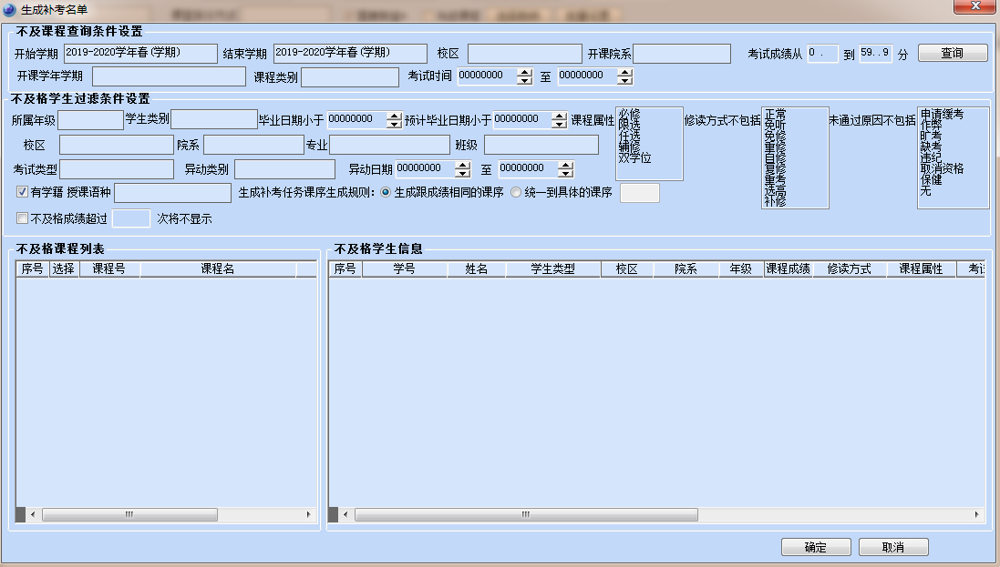 生成补考名单
不及课程查询条件设置
开始学期 2019-2020学年春(学期) 结束学期 2019-2020学年春(学期) 校区 开课院系 考试成绩从 0 . 到 59..9 分 查询
开课学年学期 课程类别 考试时间 00000000 至 00000000
不及格学生过滤条件设置
所属年级 学生类别 毕业日期小于 00000000 预计毕业日期小于 00000000 课程属性 修读方式不包括 未通过原因不包括
必修
限选
任选
辅修
双学位
正常
免听
免修
重修
自修
复修
重考
选高
补修
申请缓考
作弊
旷考
缺考
违纪
取消资格
保健
无
校区 院系 专业 班级
考试类型 异动类别 异动日期 00000000 至 00000000
有学籍 授课语种 生成补考任务课序生成规则: 生成跟成绩相同的课序 统一到具体的课序
不及格成绩超过 次将不显示
不及格课程列表
序号 选择 课程号 课程名
不及格学生信息
序号 学号 姓名 学生类型 校区 院系 年级 课程成绩 修读方式 课程属性 考试
确定 取消